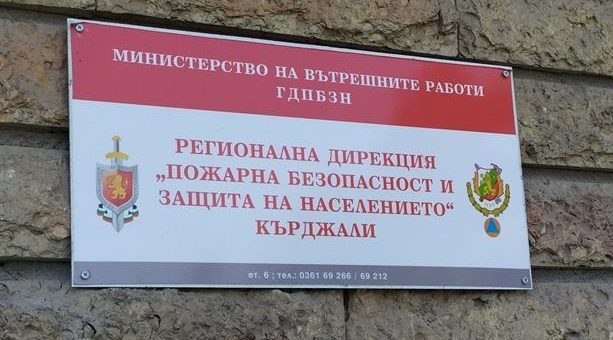 МИНИСТЕРСТВО НА ВЪТРЕШНИТЕ РАБОТИ
ГДПБЗН
РЕГИОНАЛНА ДИРЕКЦИЯ
„ПОЖАРНА БЕЗОПАСНОСТ И
ЗАЩИТА НА НАСЕЛЕНИЕТО“
КЪРДЖАЛИ
ет. 6 ; тел.: 0361 69 266 / 69 212